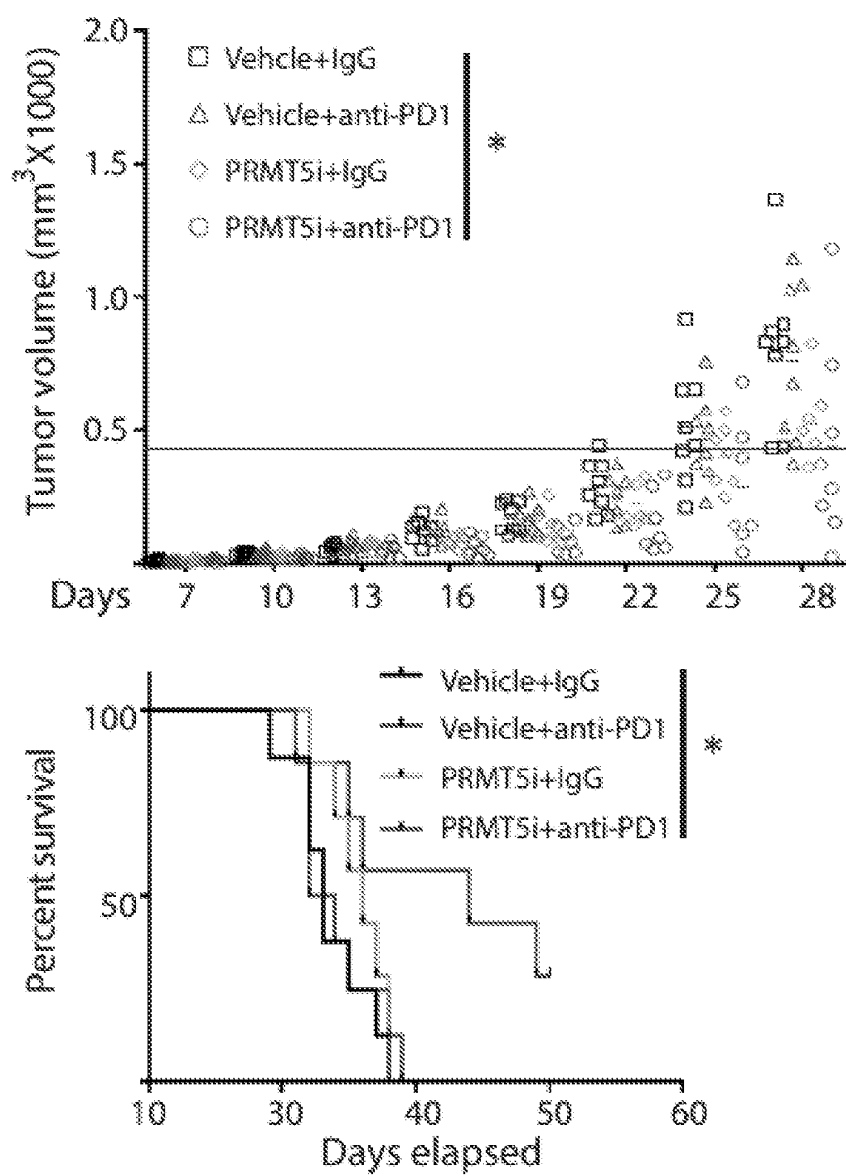 Tumor volume (mm³ X1000)
2.0
1.5
1.0
0.5
Vehcle+IgG
Vehicle+anti-PD1
PRMT5i+IgG
PRMT5i+anti-PD1
*
Days 7 10 13 16 19 22 25 28
Percent survival
100
50
Vehicle+IgG
Vehicle+anti-PD1
PRMT5i+IgG
PRMT5i+anti-PD1
*
10 30 40 50 60
Days elapsed